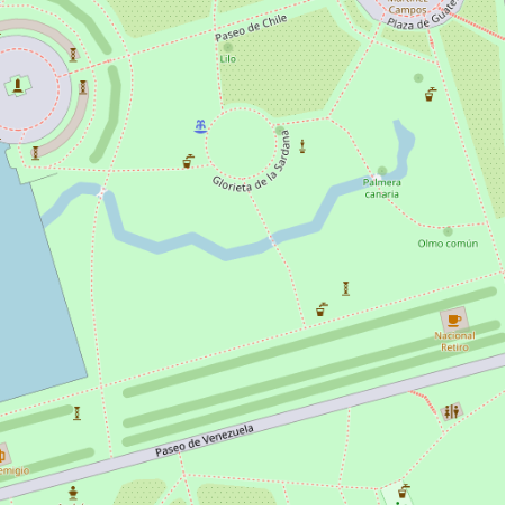 Campos
Plaza de Guate
Paseo de Chile
Lilo
Glorieta de la Sardana
Palmera
canaria
Olmo común
Nacional
Retiro
Paseo de Venezuela
emigio